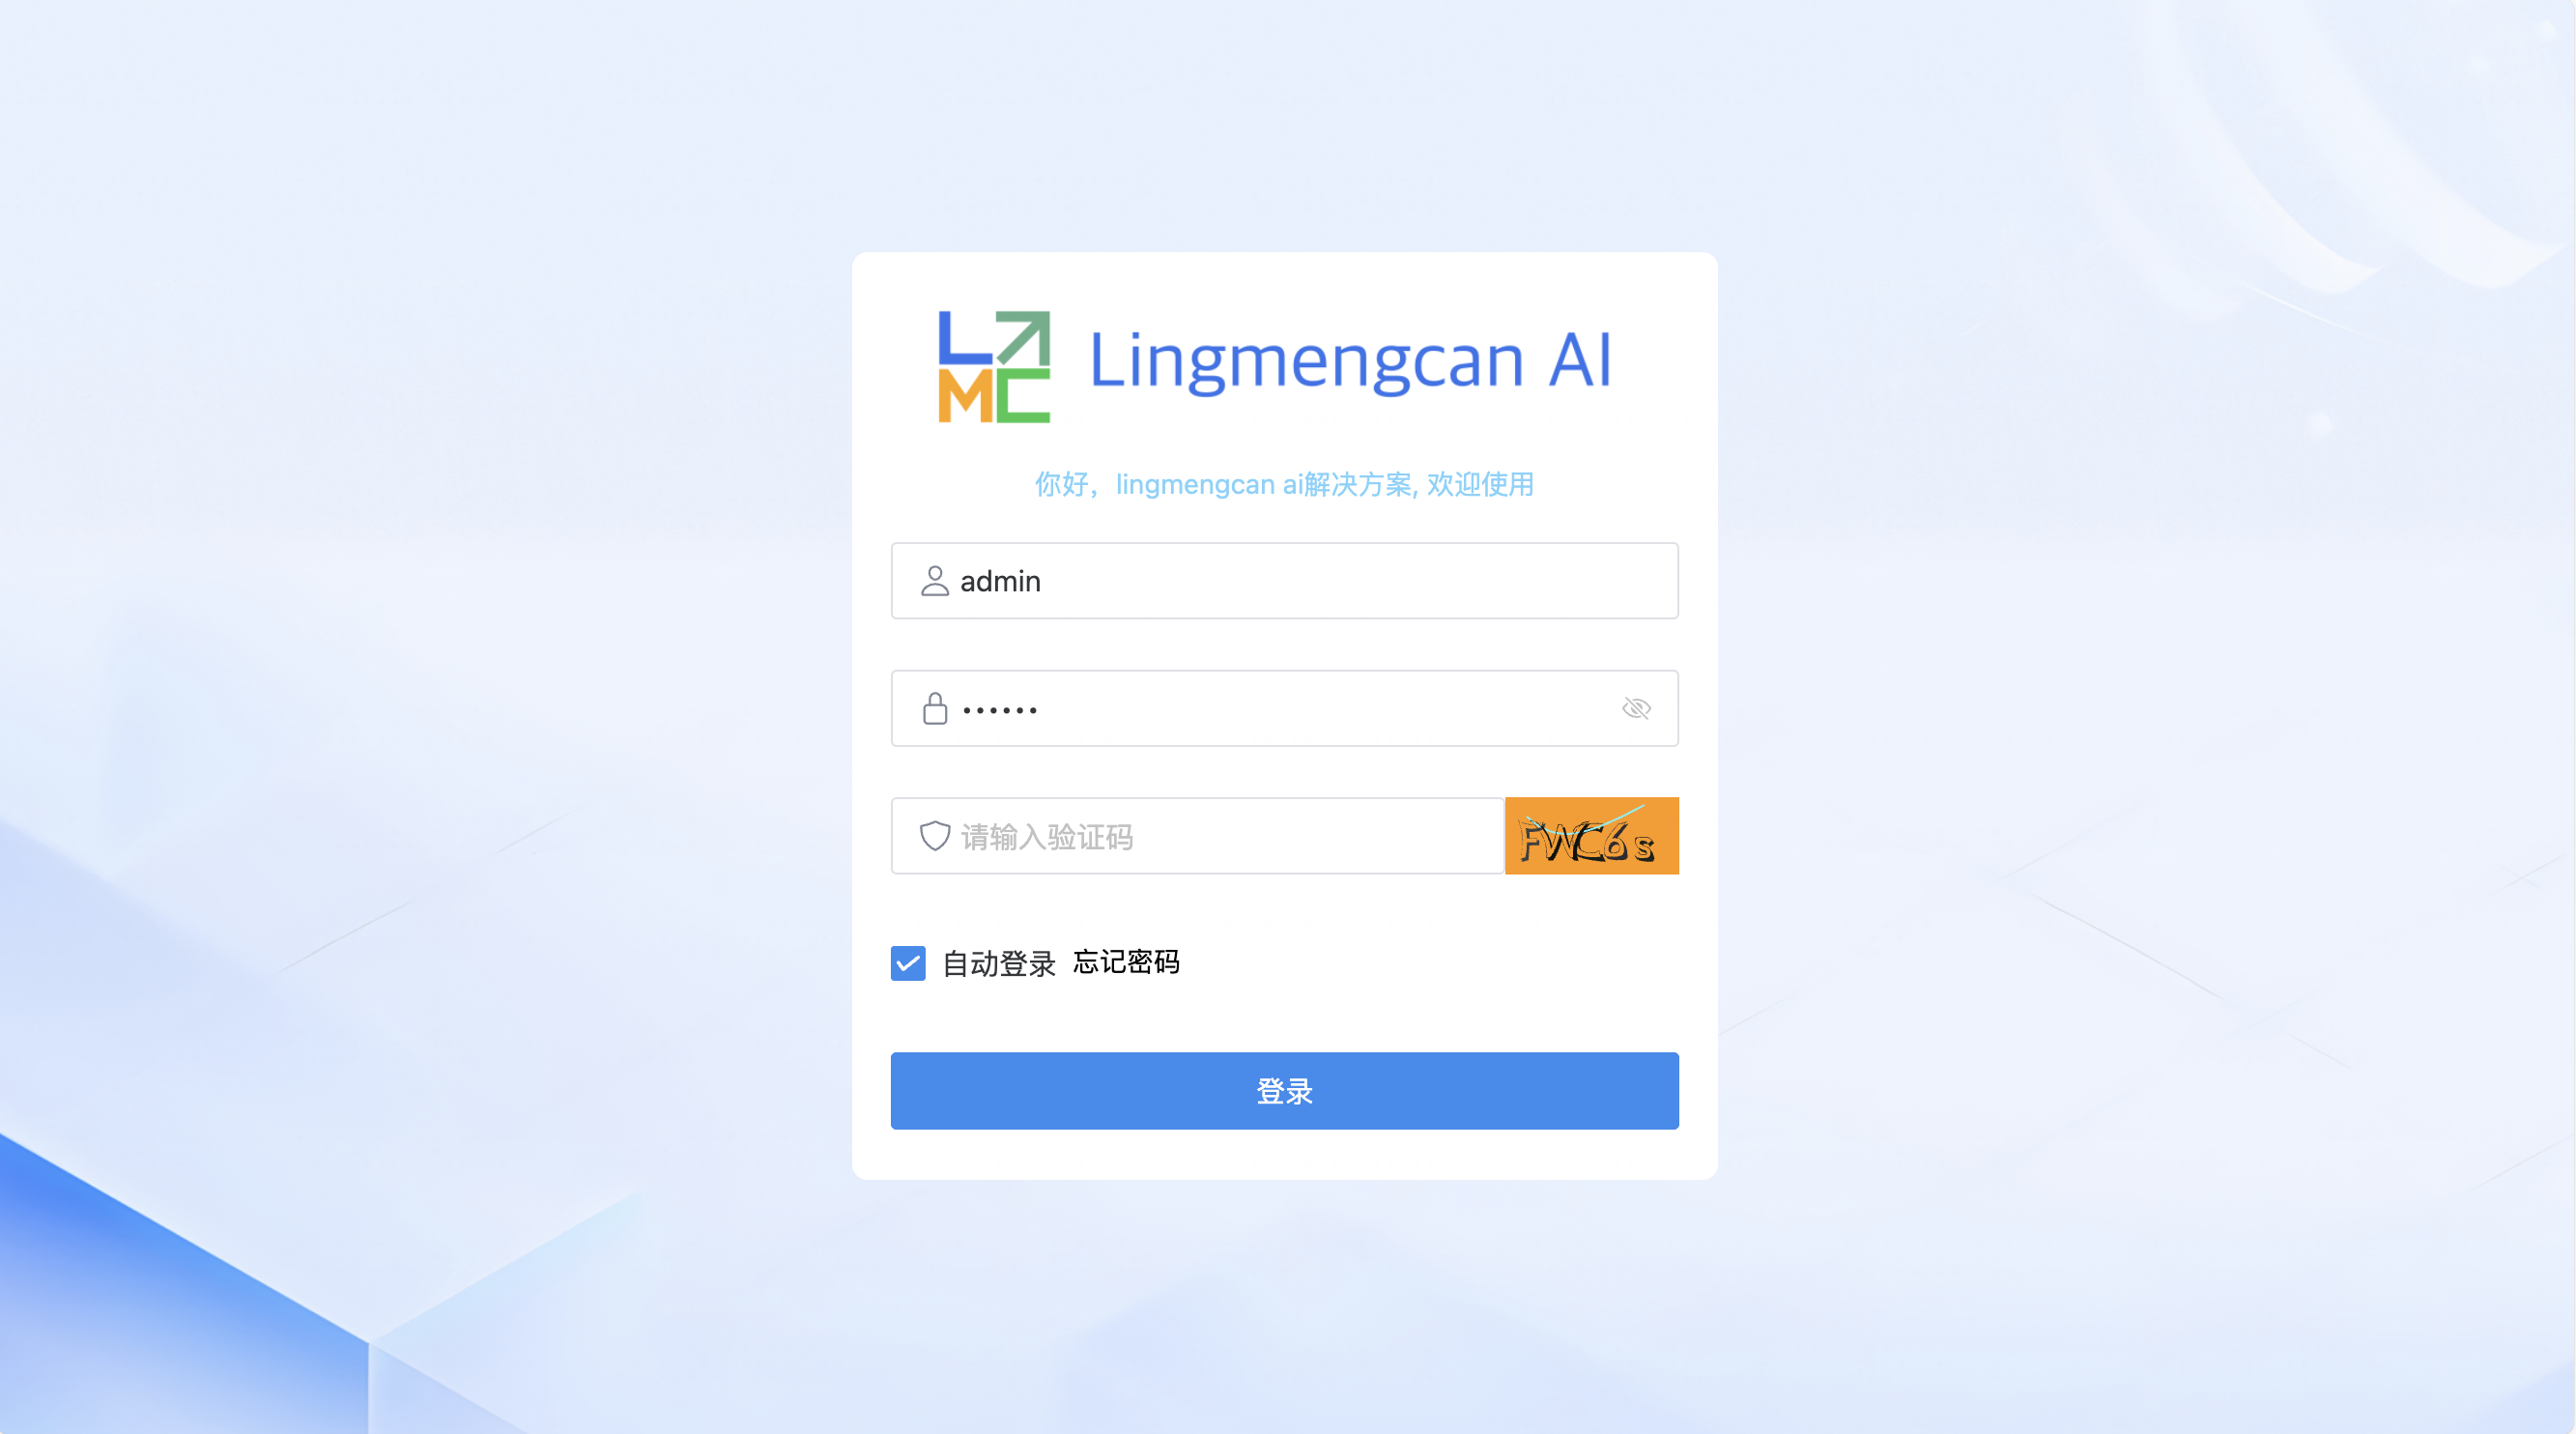 LMC
Lingmengcan AI
你好，lingmengcan ai解决方案, 欢迎使用
admin
••••••
请输入验证码
FWC6s
自动登录 忘记密码
登录